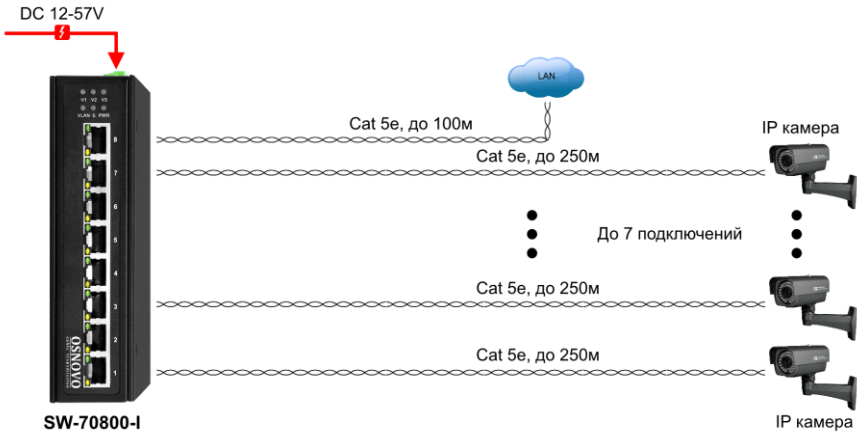 DC 12-57V
LAN
V1 V2 V3
VLAN S PWR
Cat 5e, до 100м
IP камера
8
Cat 5e, до 250м
7
6
До 7 подключений
5
4
Cat 5e, до 250м
3
2
OSNOVO
Cat 5e, до 250м
1
SW-70800-I
IP камера